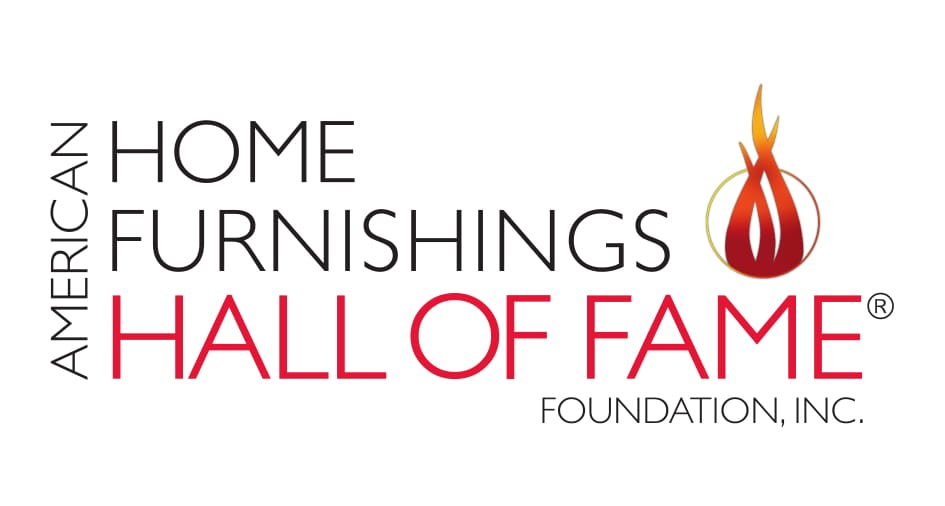 AMERICAN
HOME
FURNISHINGS
HALL OF FAME®
FOUNDATION, INC.